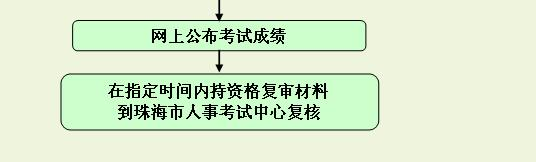 网上公布考试成绩
在指定时间内持资格复审材料
到珠海市人事考试中心复核